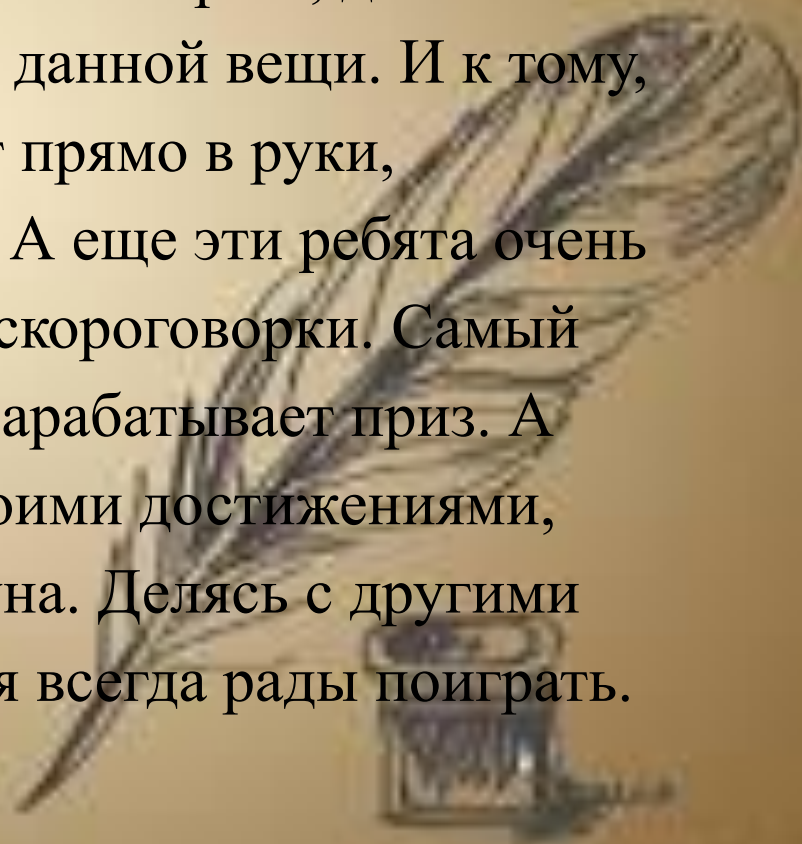 данной вещи. И к тому,
прямо в руки,
А еще эти ребята очень
скороговорки. Самый
арабатывает приз. А
оими достижениями,
на. Делясь с другими
я всегда рады поиграть.